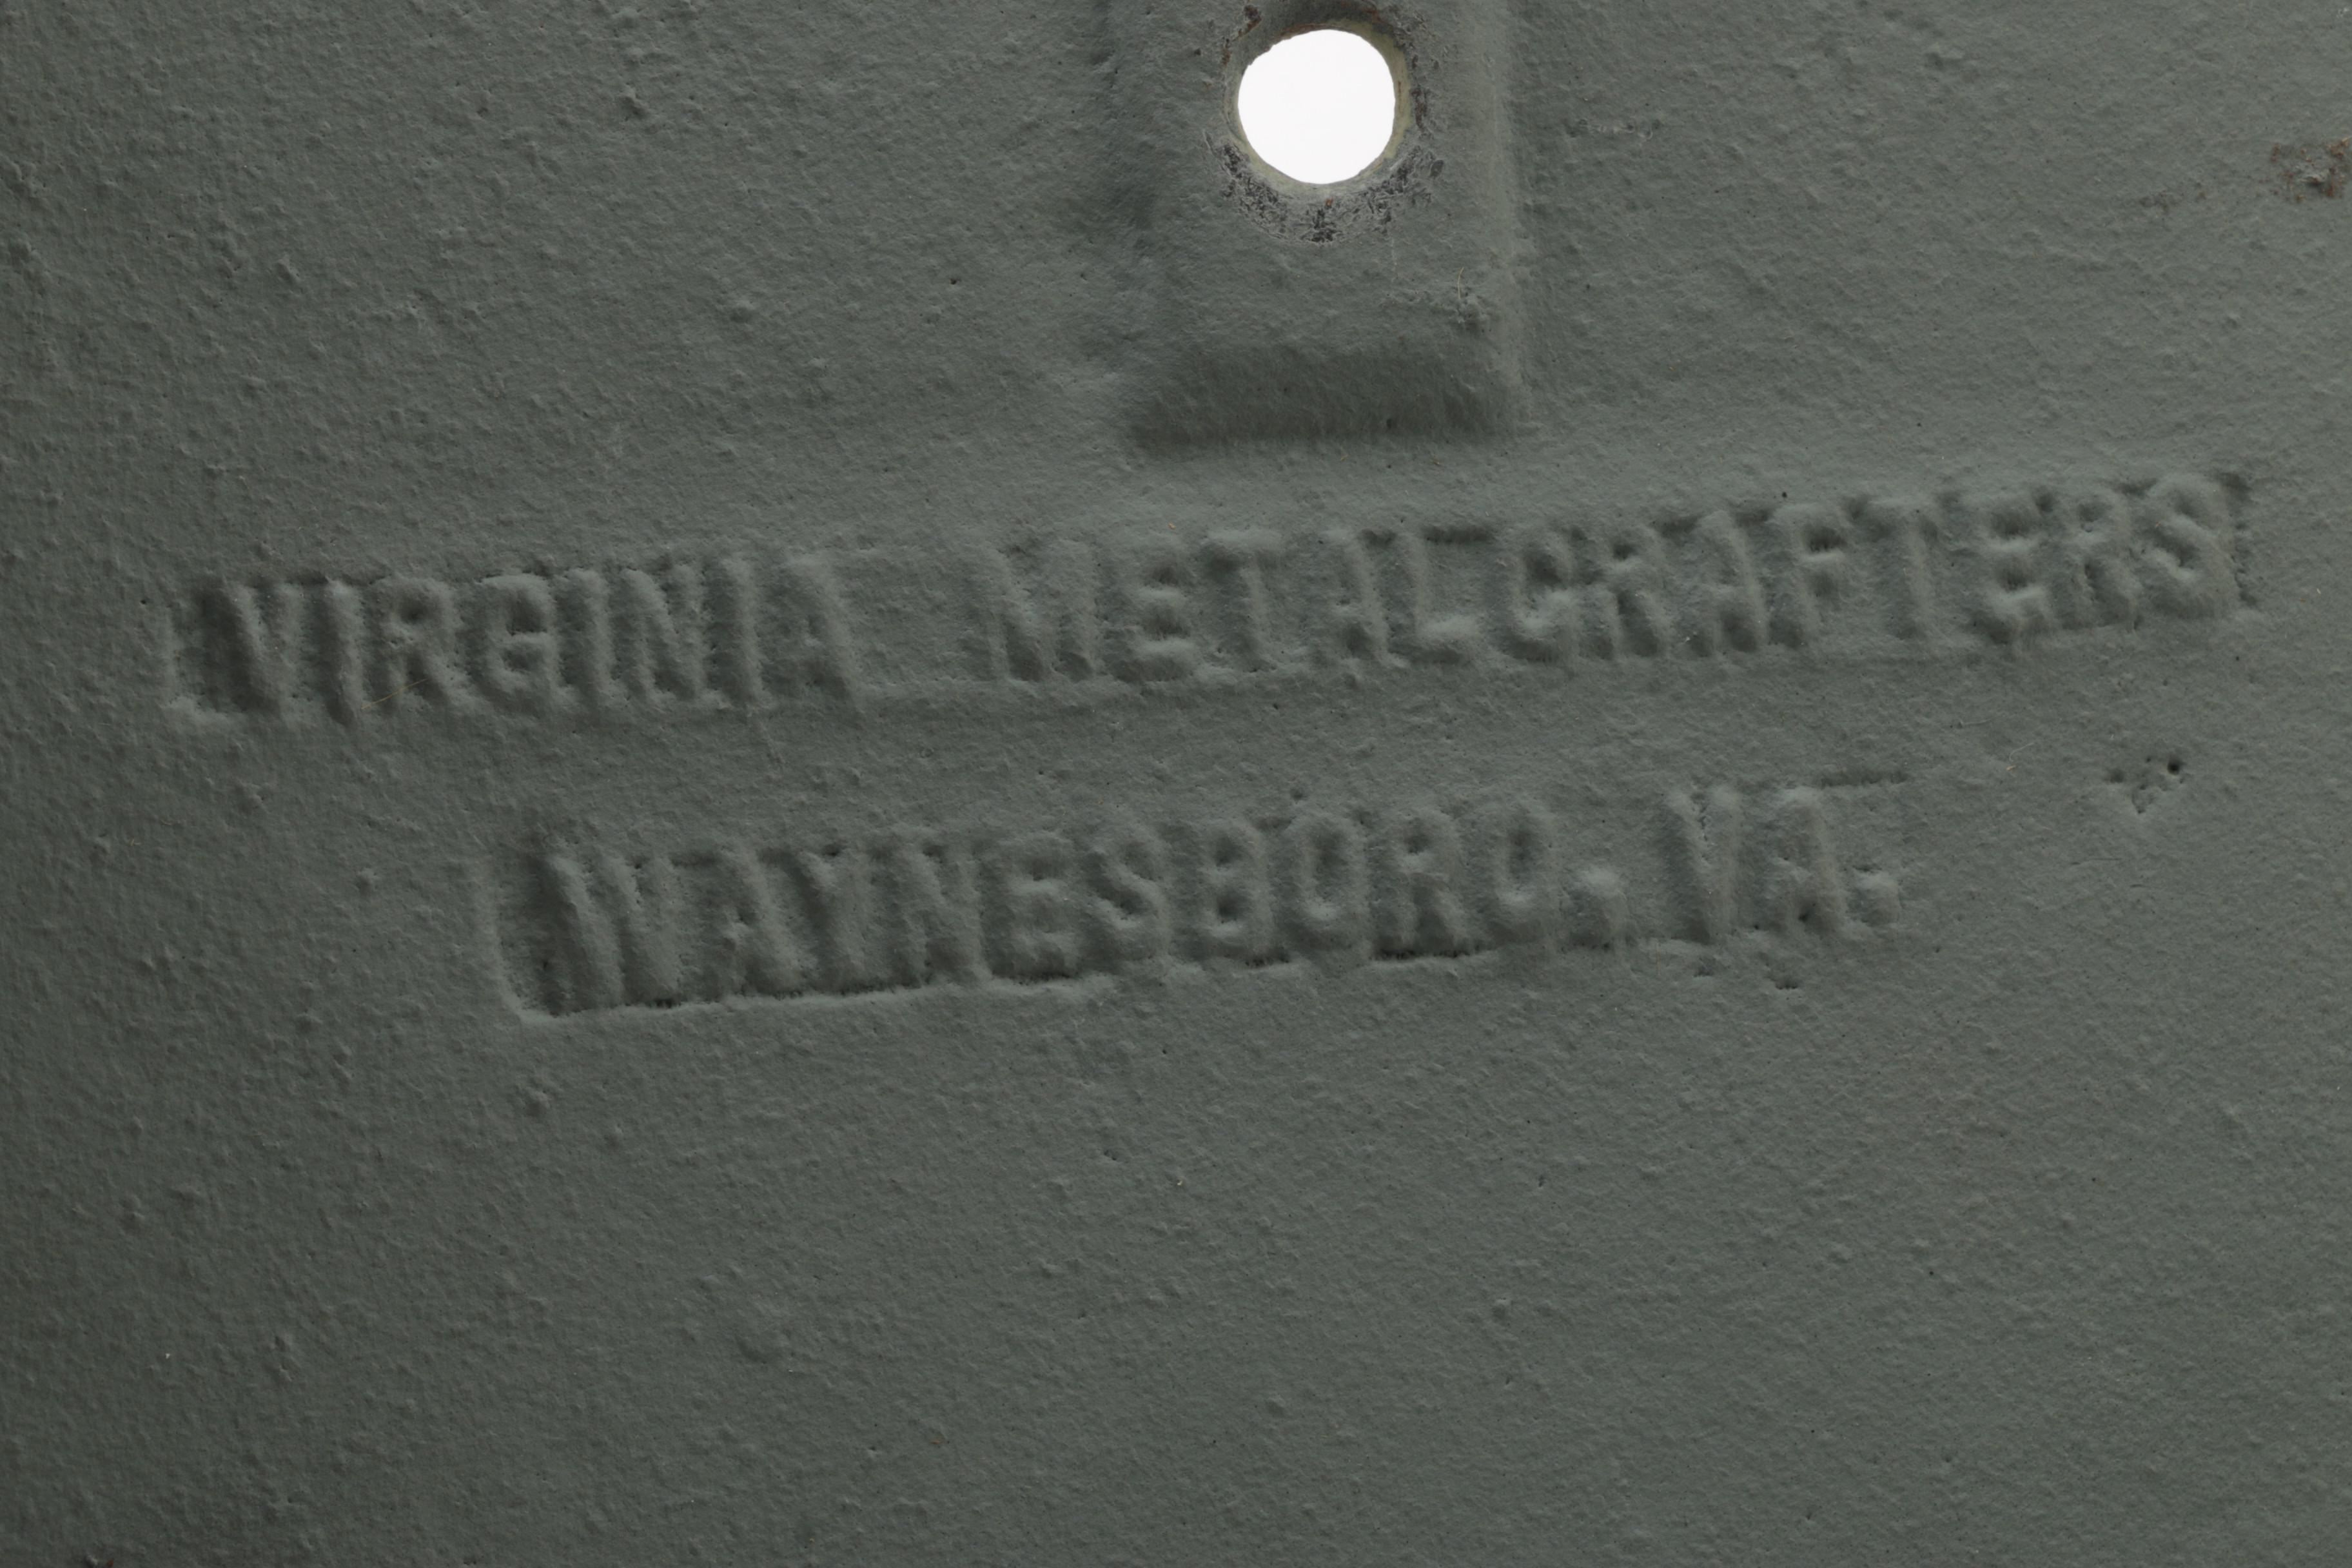 VIRGINIA METALCRAFTERS
WAYNESBORO, VA.